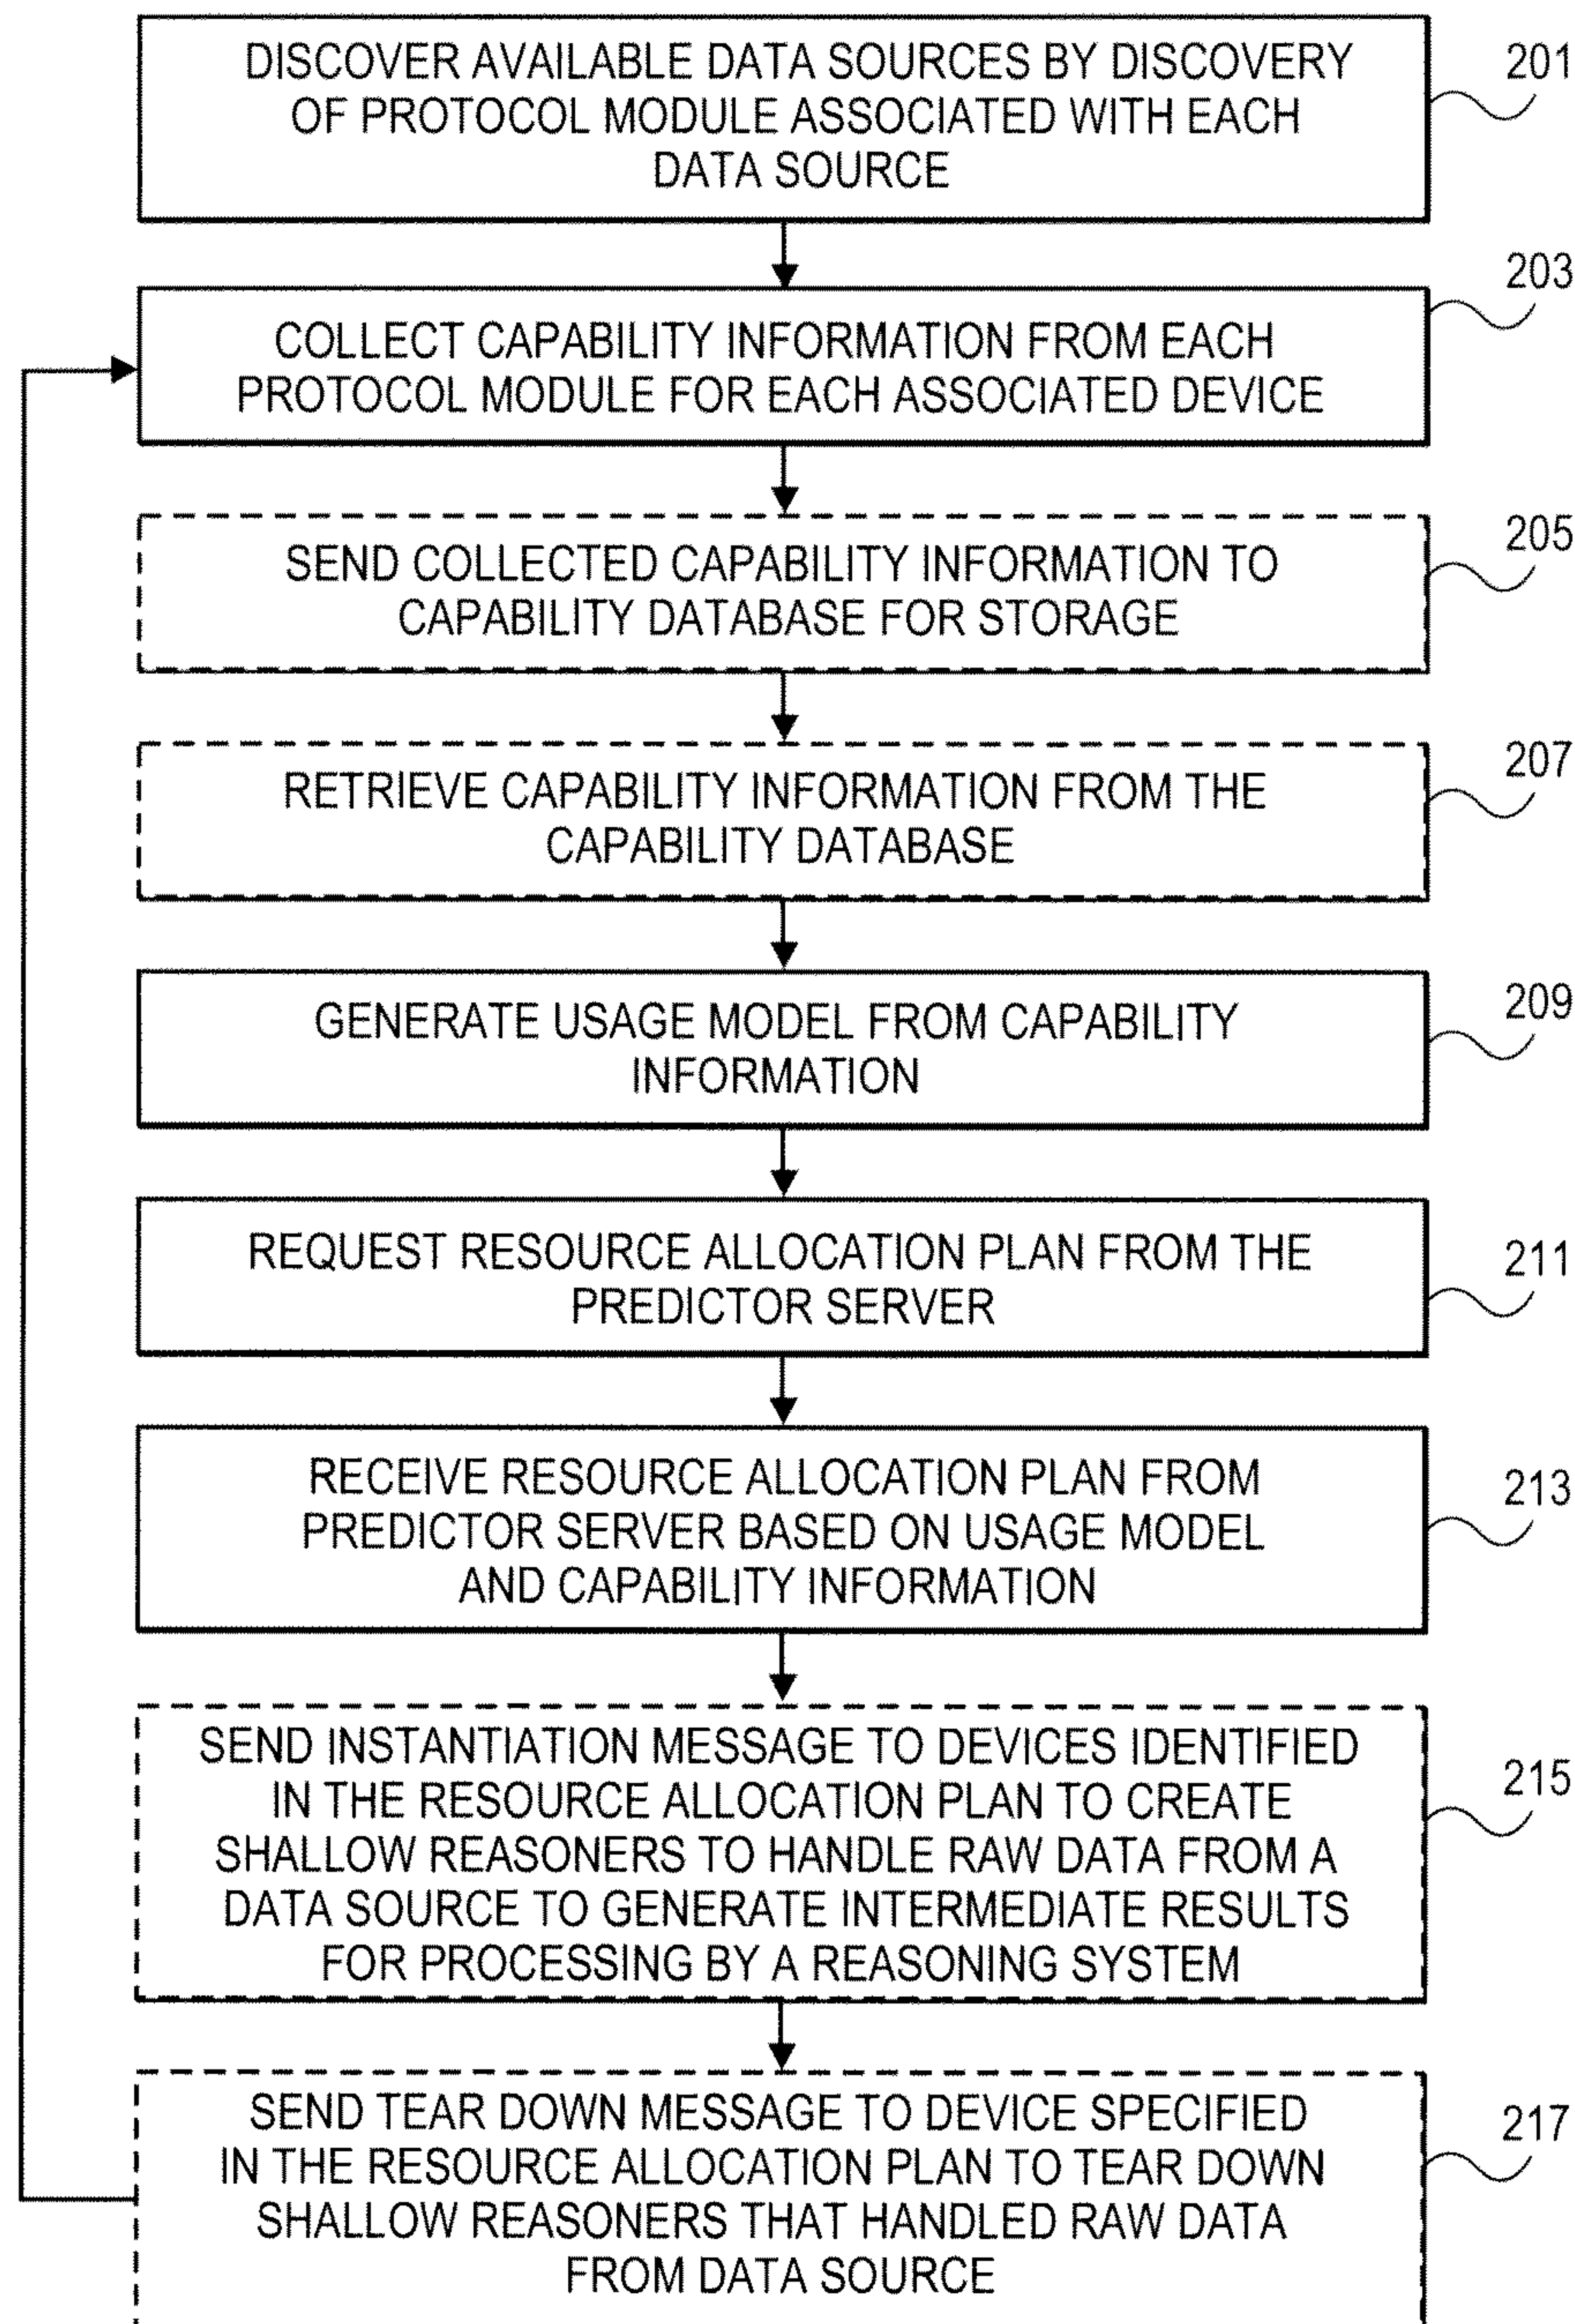 DISCOVER AVAILABLE DATA SOURCES BY DISCOVERY
OF PROTOCOL MODULE ASSOCIATED WITH EACH
DATA SOURCE
201
COLLECT CAPABILITY INFORMATION FROM EACH
PROTOCOL MODULE FOR EACH ASSOCIATED DEVICE
203
SEND COLLECTED CAPABILITY INFORMATION TO
CAPABILITY DATABASE FOR STORAGE
205
RETRIEVE CAPABILITY INFORMATION FROM THE
CAPABILITY DATABASE
207
GENERATE USAGE MODEL FROM CAPABILITY
INFORMATION
209
REQUEST RESOURCE ALLOCATION PLAN FROM THE
PREDICTOR SERVER
211
RECEIVE RESOURCE ALLOCATION PLAN FROM
PREDICTOR SERVER BASED ON USAGE MODEL
AND CAPABILITY INFORMATION
213
SEND INSTANTIATION MESSAGE TO DEVICES IDENTIFIED
IN THE RESOURCE ALLOCATION PLAN TO CREATE
SHALLOW REASONERS TO HANDLE RAW DATA FROM A
DATA SOURCE TO GENERATE INTERMEDIATE RESULTS
FOR PROCESSING BY A REASONING SYSTEM
215
SEND TEAR DOWN MESSAGE TO DEVICE SPECIFIED
IN THE RESOURCE ALLOCATION PLAN TO TEAR DOWN
SHALLOW REASONERS THAT HANDLED RAW DATA
FROM DATA SOURCE
217